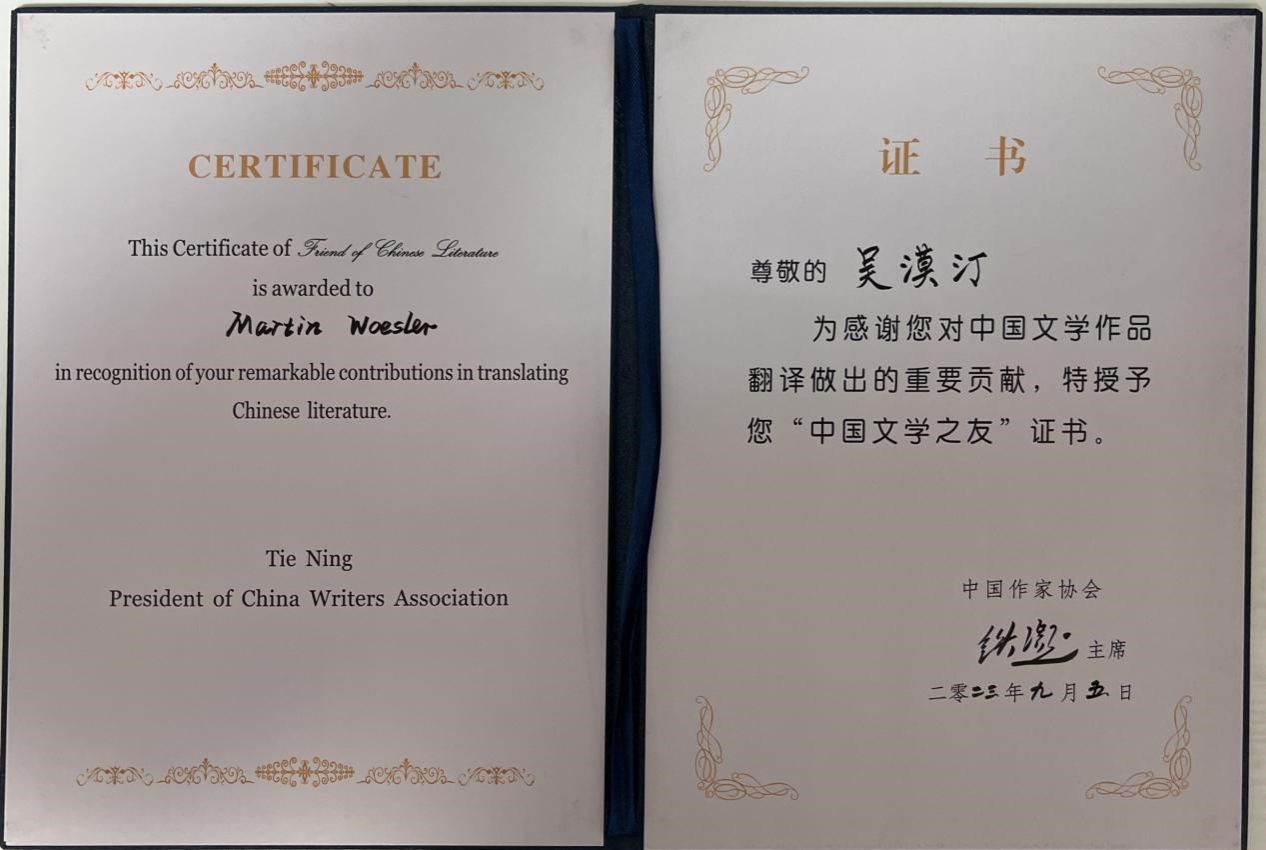 CERTIFICATE
This Certificate of Friend of Chinese Literature
is awarded to
Martin Woesler
in recognition of your remarkable contributions in translating
Chinese literature.
Tie Ning
President of China Writers Association
证 书
尊敬的 吴漠汀
为感谢您对中国文学作品
翻译做出的重要贡献，特授予
您“中国文学之友”证书。
中国作家协会
铁凝 主席
二零二三年九月五日